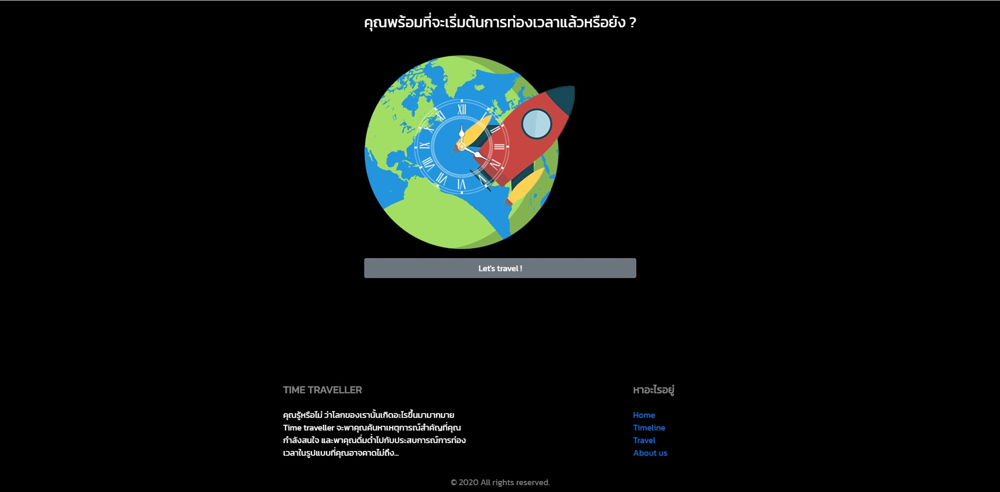 คุณพร้อมที่จะเริ่มต้นการท่องเวลาแล้วหรือยัง ?
XII
I
II
III
IV
V
VI
VII
VIII
IX
X
XI
Let's travel !
TIME TRAVELLER
คุณรู้หรือไม่ ว่าโลกของเรานั้นเกิดอะไรขึ้นมามากมาย
Time traveller จะพาคุณค้นหาเหตุการณ์สำคัญที่คุณ
กำลังสนใจ และพาคุณดื่มด่ำไปกับประสบการณ์การท่อง
เวลาในรูปแบบที่คุณอาจคาดไม่ถึง...
หาอะไรอยู่
Home
Timeline
Travel
About us
© 2020 All rights reserved.